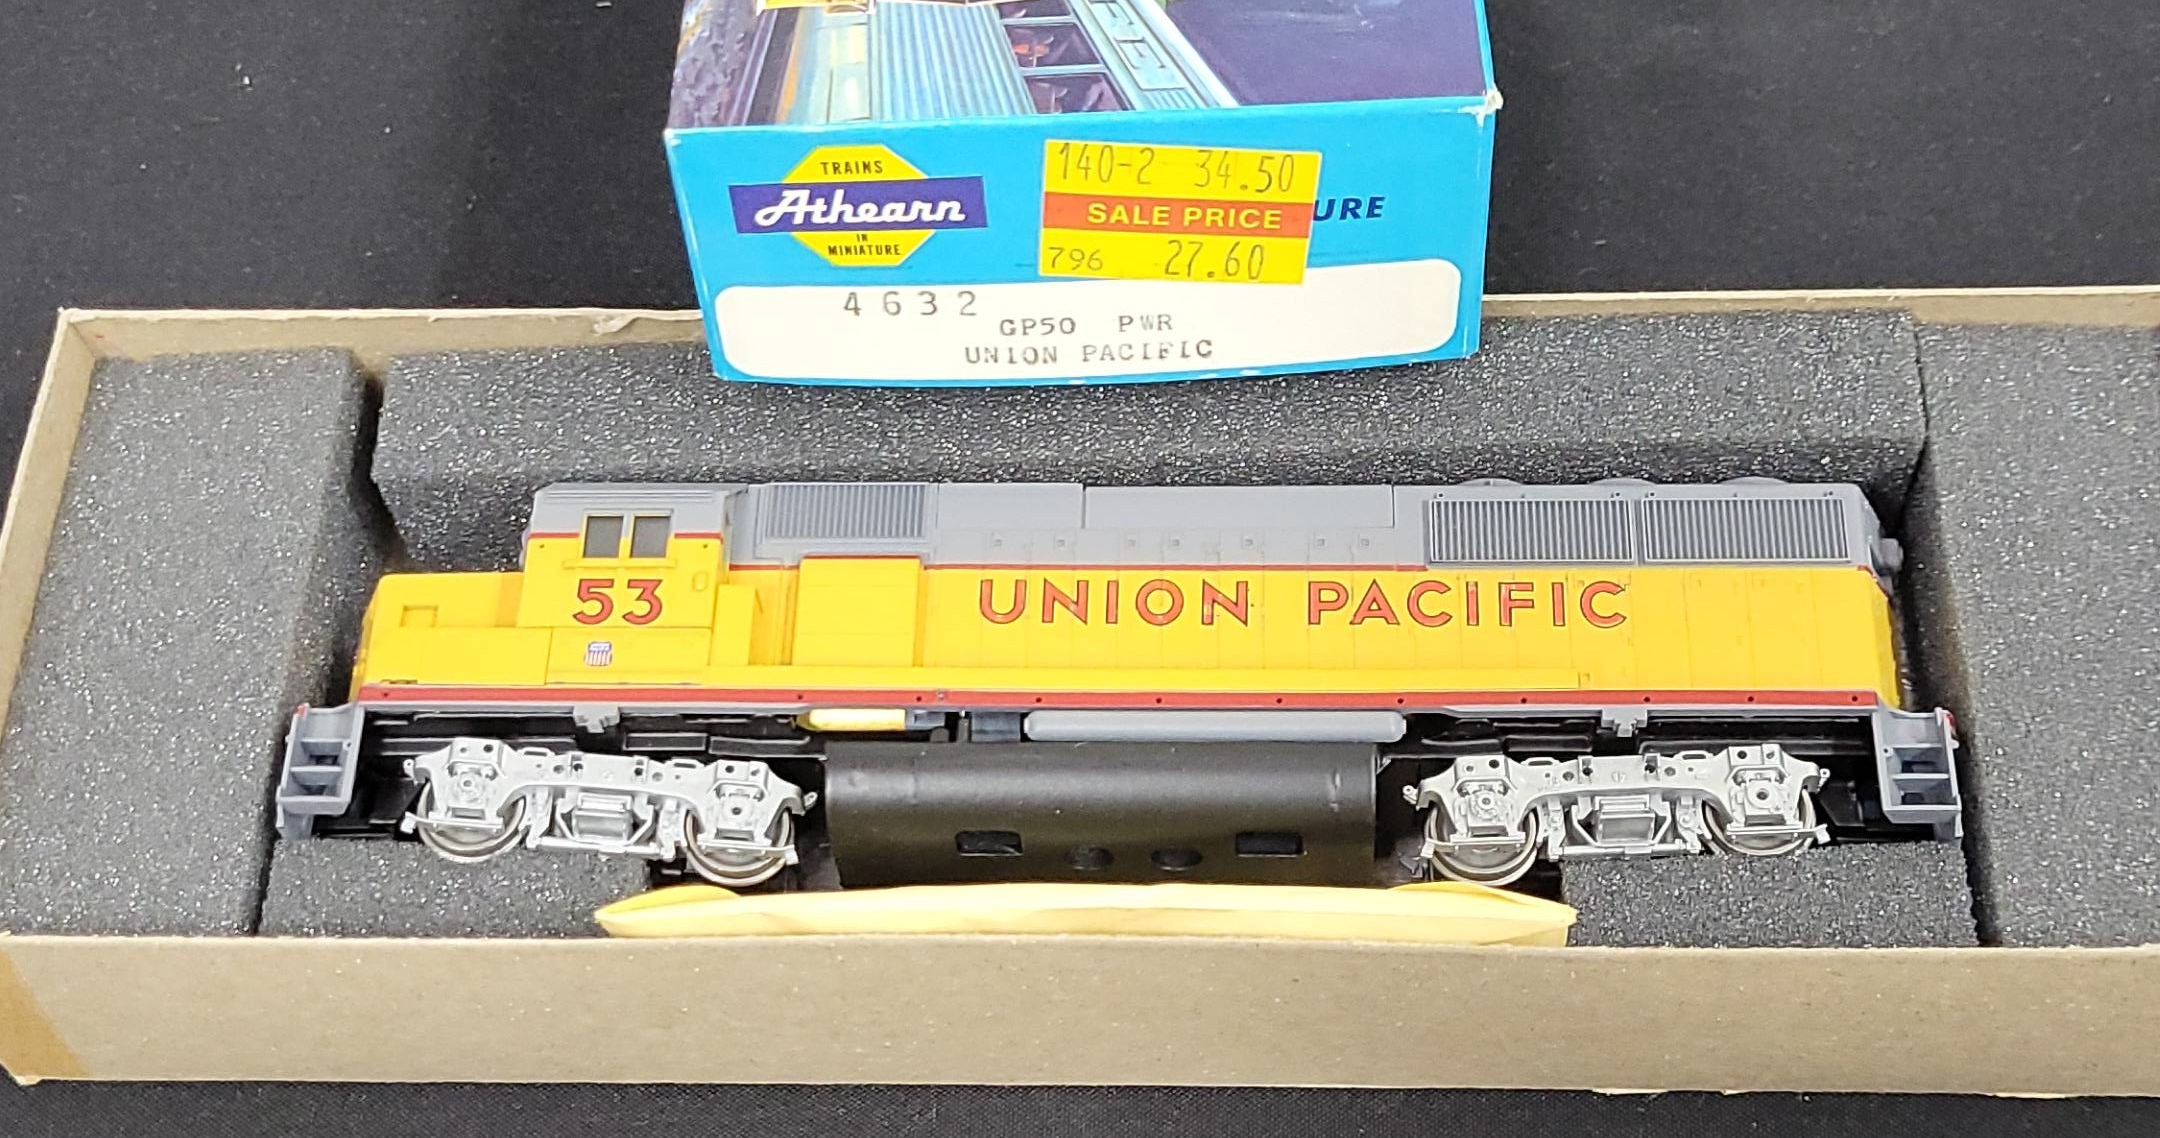 TRAINS
Athearn
IN
MINIATURE
140-2 34.50
SALE PRICE
796 27.60
URE
4632
GP50 PWR
UNION PACIFIC
53
UNION PACIFIC